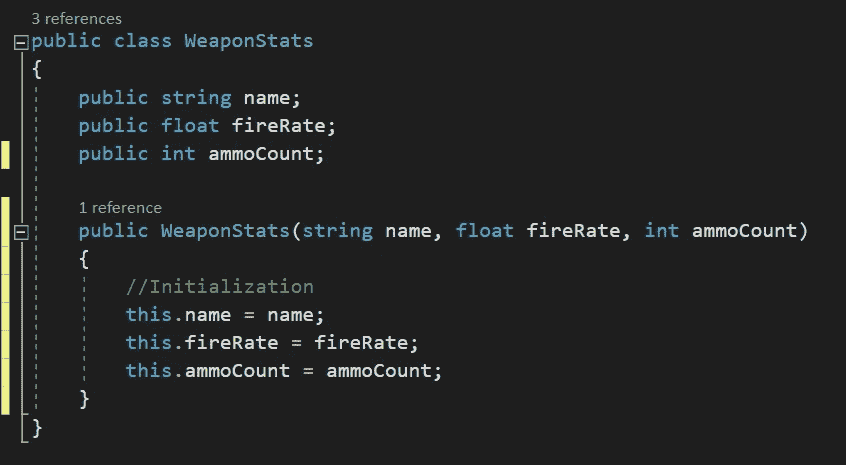 3 references
public class WeaponStats
{
public string name;
public float fireRate;
public int ammoCount;
1 reference
public WeaponStats(string name, float fireRate, int ammoCount)
{
//Initialization
this.name = name;
this.fireRate = fireRate;
this.ammoCount = ammoCount;
}
}